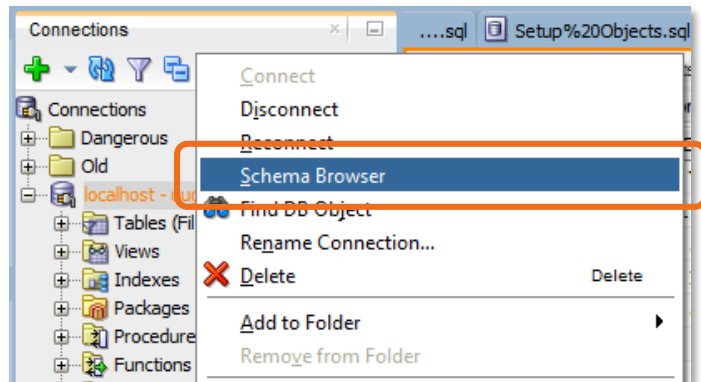 Connections
....sql
Setup%20Objects.sql
Connect
Disconnect
Connections
Dangerous
Reconnect
Old
Schema Browser
localhost -
Find DB Object
Tables (Fil
Rename Connection...
Views
Indexes
Delete Delete
Packages
Add to Folder
Procedure
Remove from Folder
Functions